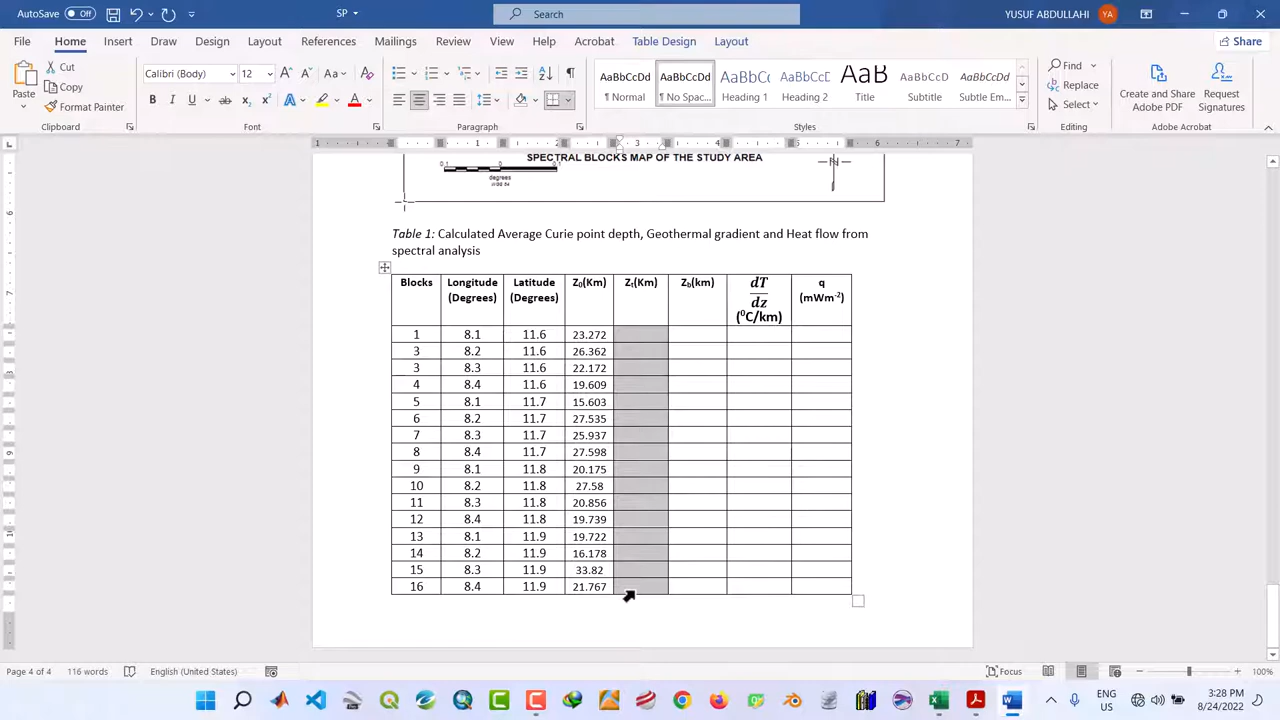 AutoSave Off SP Search YUSUF ABDULLAHI YA
File Home Insert Draw Design Layout References Mailings Review View Help Acrobat Table Design Layout Share
Paste Cut Copy Format Painter
Calibri (Body) 12
AaBbCcDd ¶ Normal AaBbCcDd ¶ No Spac... AaBbCc Heading 1 AaBbCcD Heading 2 AaB Title AaBbCcD Subtitle AaBbCcDd Subtle Em...
Find Replace Select
Create and Share Adobe PDF Request Signatures
Clipboard Font Paragraph Styles Editing Adobe Acrobat
SPECTRAL BLOCKS MAP OF THE STUDY AREA
0.1 0 0.1
degrees
N
Table 1: Calculated Average Curie point depth, Geothermal gradient and Heat flow from
spectral analysis
Blocks Longitude (Degrees) Latitude (Degrees) Z0(Km) Zt(Km) Zb(km) dT/dz (⁰C/km) q (mWm⁻²)
1 8.1 11.6 23.272
3 8.2 11.6 26.362
3 8.3 11.6 22.172
4 8.4 11.6 19.609
5 8.1 11.7 15.603
6 8.2 11.7 27.535
7 8.3 11.7 25.937
8 8.4 11.7 27.598
9 8.1 11.8 20.175
10 8.2 11.8 27.58
11 8.3 11.8 20.856
12 8.4 11.8 19.739
13 8.1 11.9 19.722
14 8.2 11.9 16.178
15 8.3 11.9 33.82
16 8.4 11.9 21.767
Page 4 of 4 116 words English (United States) Focus 100%
ENG US 3:28 PM 8/24/2022